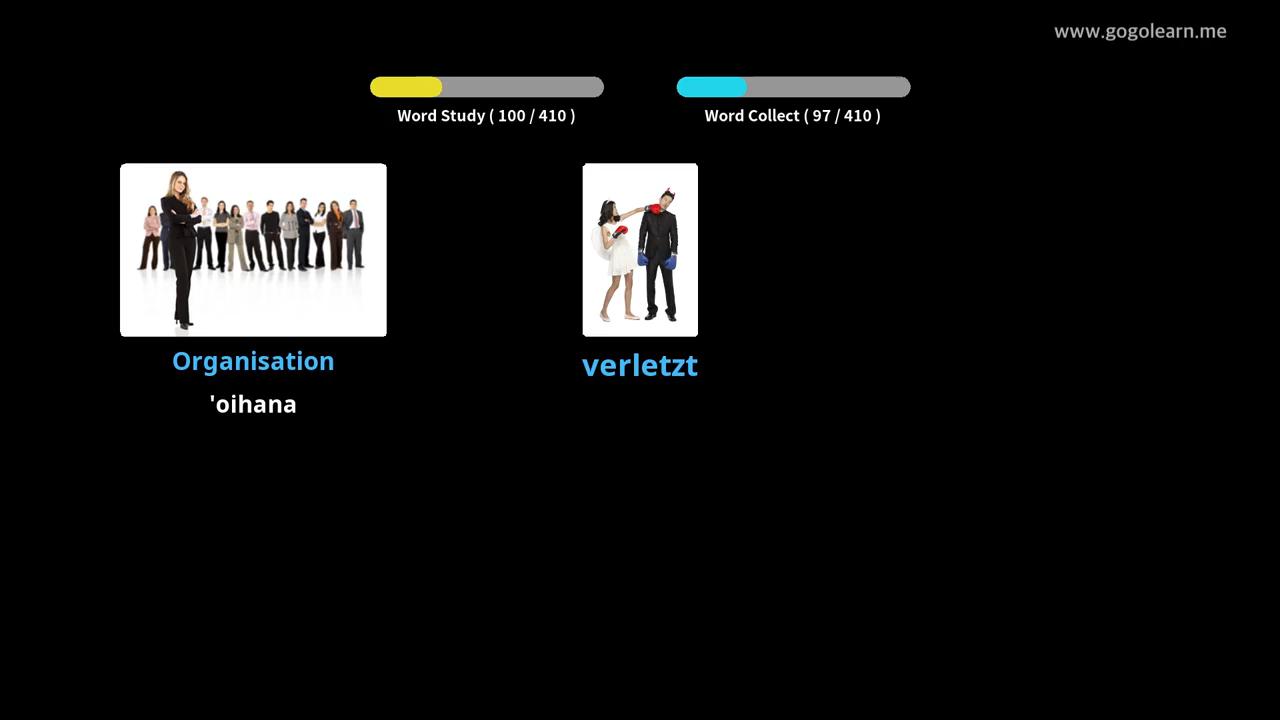 www.gogolearn.me
Word Study ( 100 / 410 )
Word Collect ( 97 / 410 )
Organisation
'oihana
verletzt